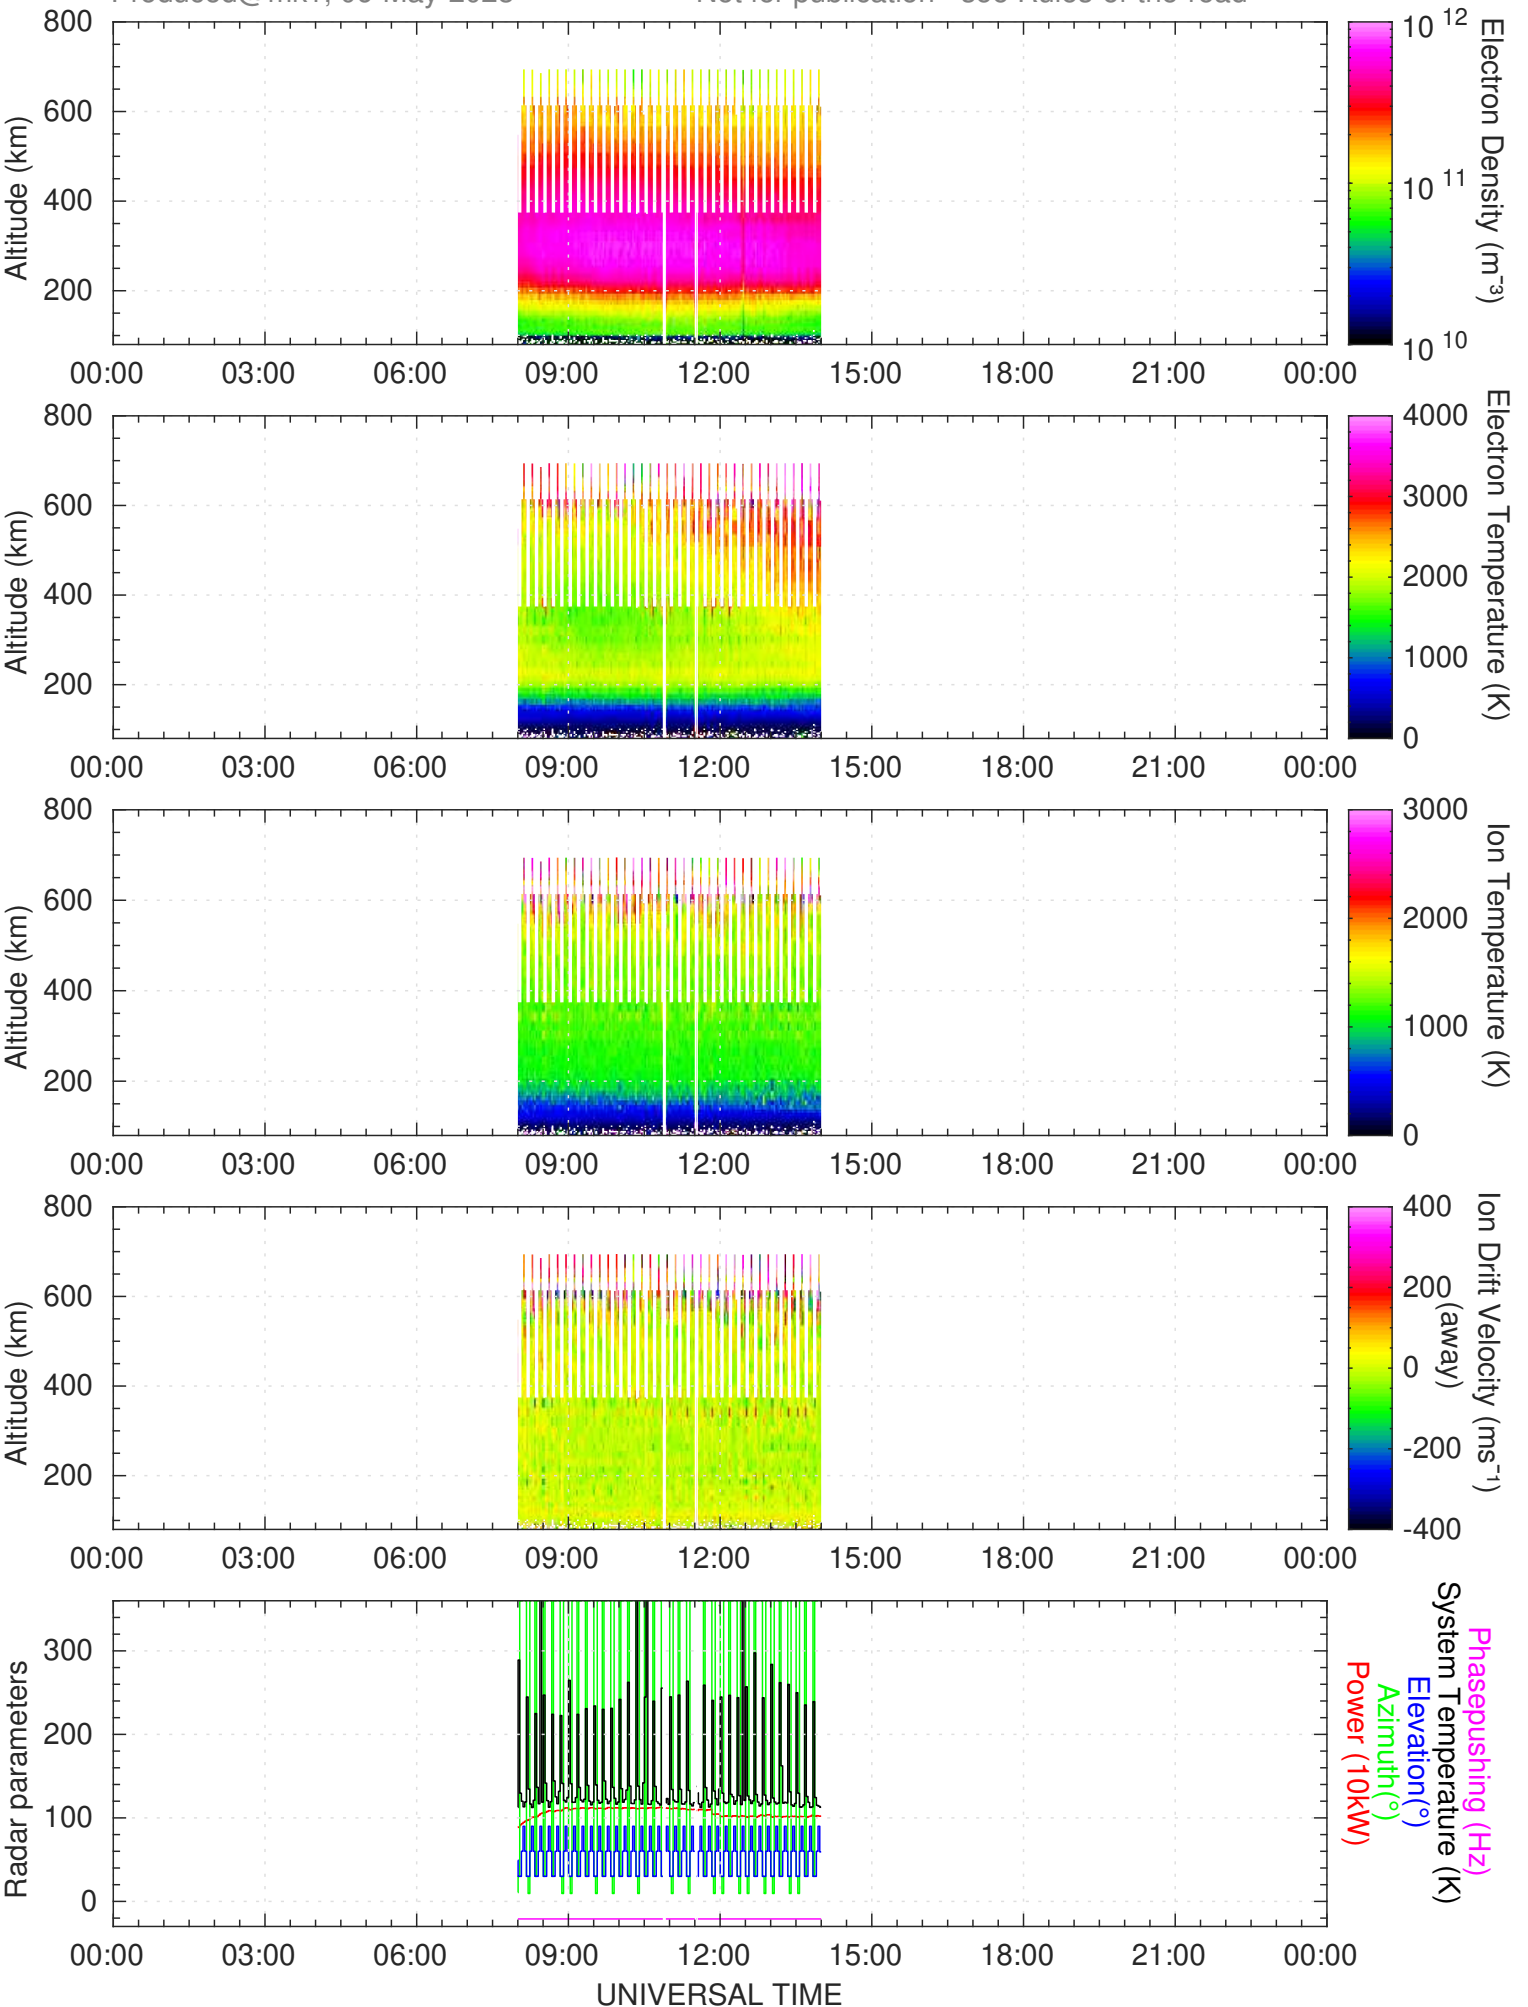 800
600
400
200
Altitude (km)
00:00 03:00 06:00 09:00 12:00 15:00 18:00 21:00 00:00
10 12
10 11
10 10
Electron Density (m-3)
800
600
400
200
Altitude (km)
00:00 03:00 06:00 09:00 12:00 15:00 18:00 21:00 00:00
4000
3000
2000
1000
0
Electron Temperature (K)
800
600
400
200
Altitude (km)
00:00 03:00 06:00 09:00 12:00 15:00 18:00 21:00 00:00
3000
2000
1000
0
Ion Temperature (K)
800
600
400
200
Altitude (km)
00:00 03:00 06:00 09:00 12:00 15:00 18:00 21:00 00:00
400
200
0
-200
-400
Ion Drift Velocity (ms-1)
(away)
300
200
100
0
Radar parameters
00:00 03:00 06:00 09:00 12:00 15:00 18:00 21:00 00:00
UNIVERSAL TIME
Phasepushing (Hz)
System Temperature (K)
Elevation(°)
Azimuth(°)
Power (10kW)